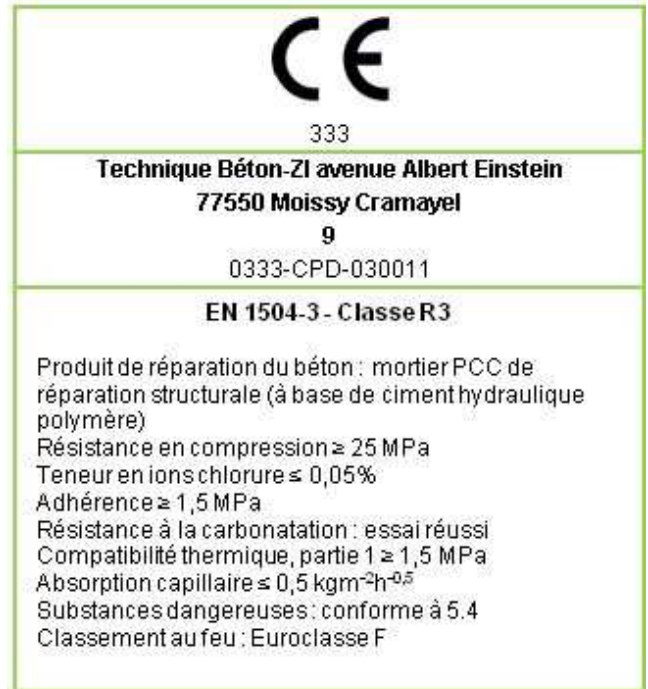 CE
333
Technique Béton-ZI avenue Albert Einstein
77550 Moissy Cramayel
9
0333-CPD-030011
EN 1504-3 - Classe R3
Produit de réparation du béton : mortier PCC de
réparation structurale (à base de ciment hydraulique
polymère)
Résistance en compression ≥ 25 MPa
Teneur en ions chlorure ≤ 0,05%
Adhérence ≥ 1,5 MPa
Résistance à la carbonatation : essai réussi
Compatibilité thermique, partie 1 ≥ 1,5 MPa
Absorption capillaire ≤ 0,5 kgm⁻²h⁻⁰·⁵
Substances dangereuses : conforme à 5.4
Classement au feu : Euroclasse F